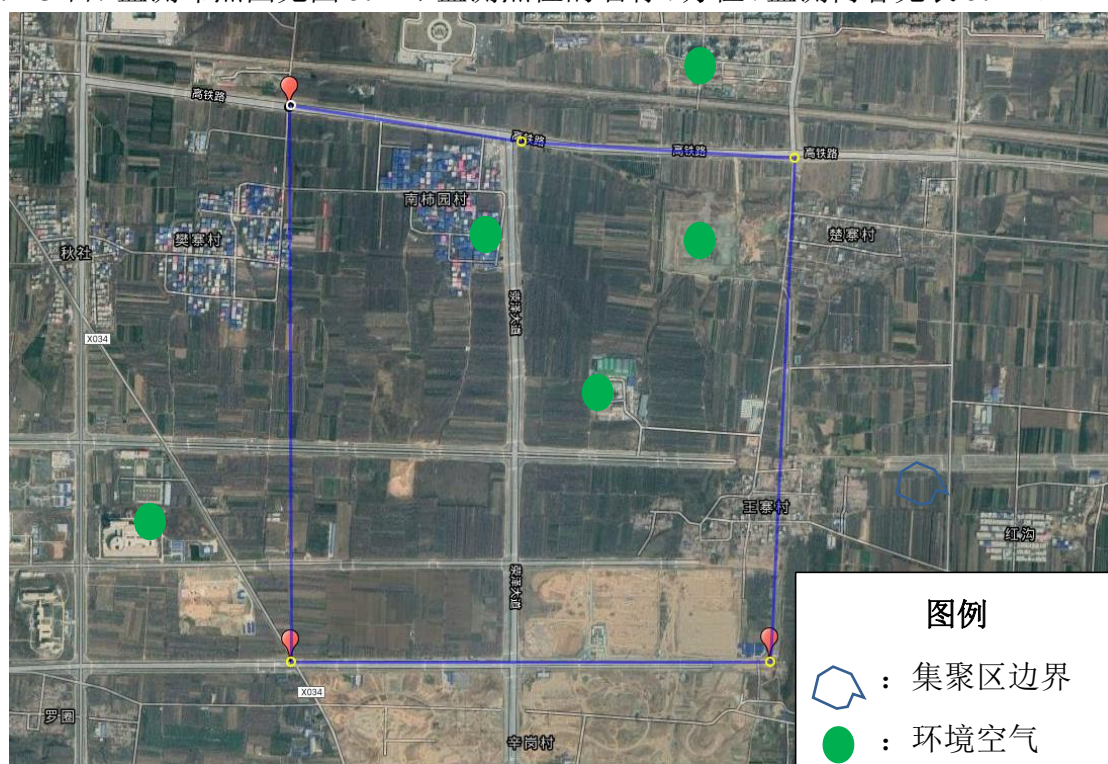 高铁路
高铁路
高铁路
高铁路
南柿园村
樊寨村
秋社
楚寨村
X034
王寨村
红沟
X034
罗圈
辛岗村
图例
：集聚区边界
：环境空气